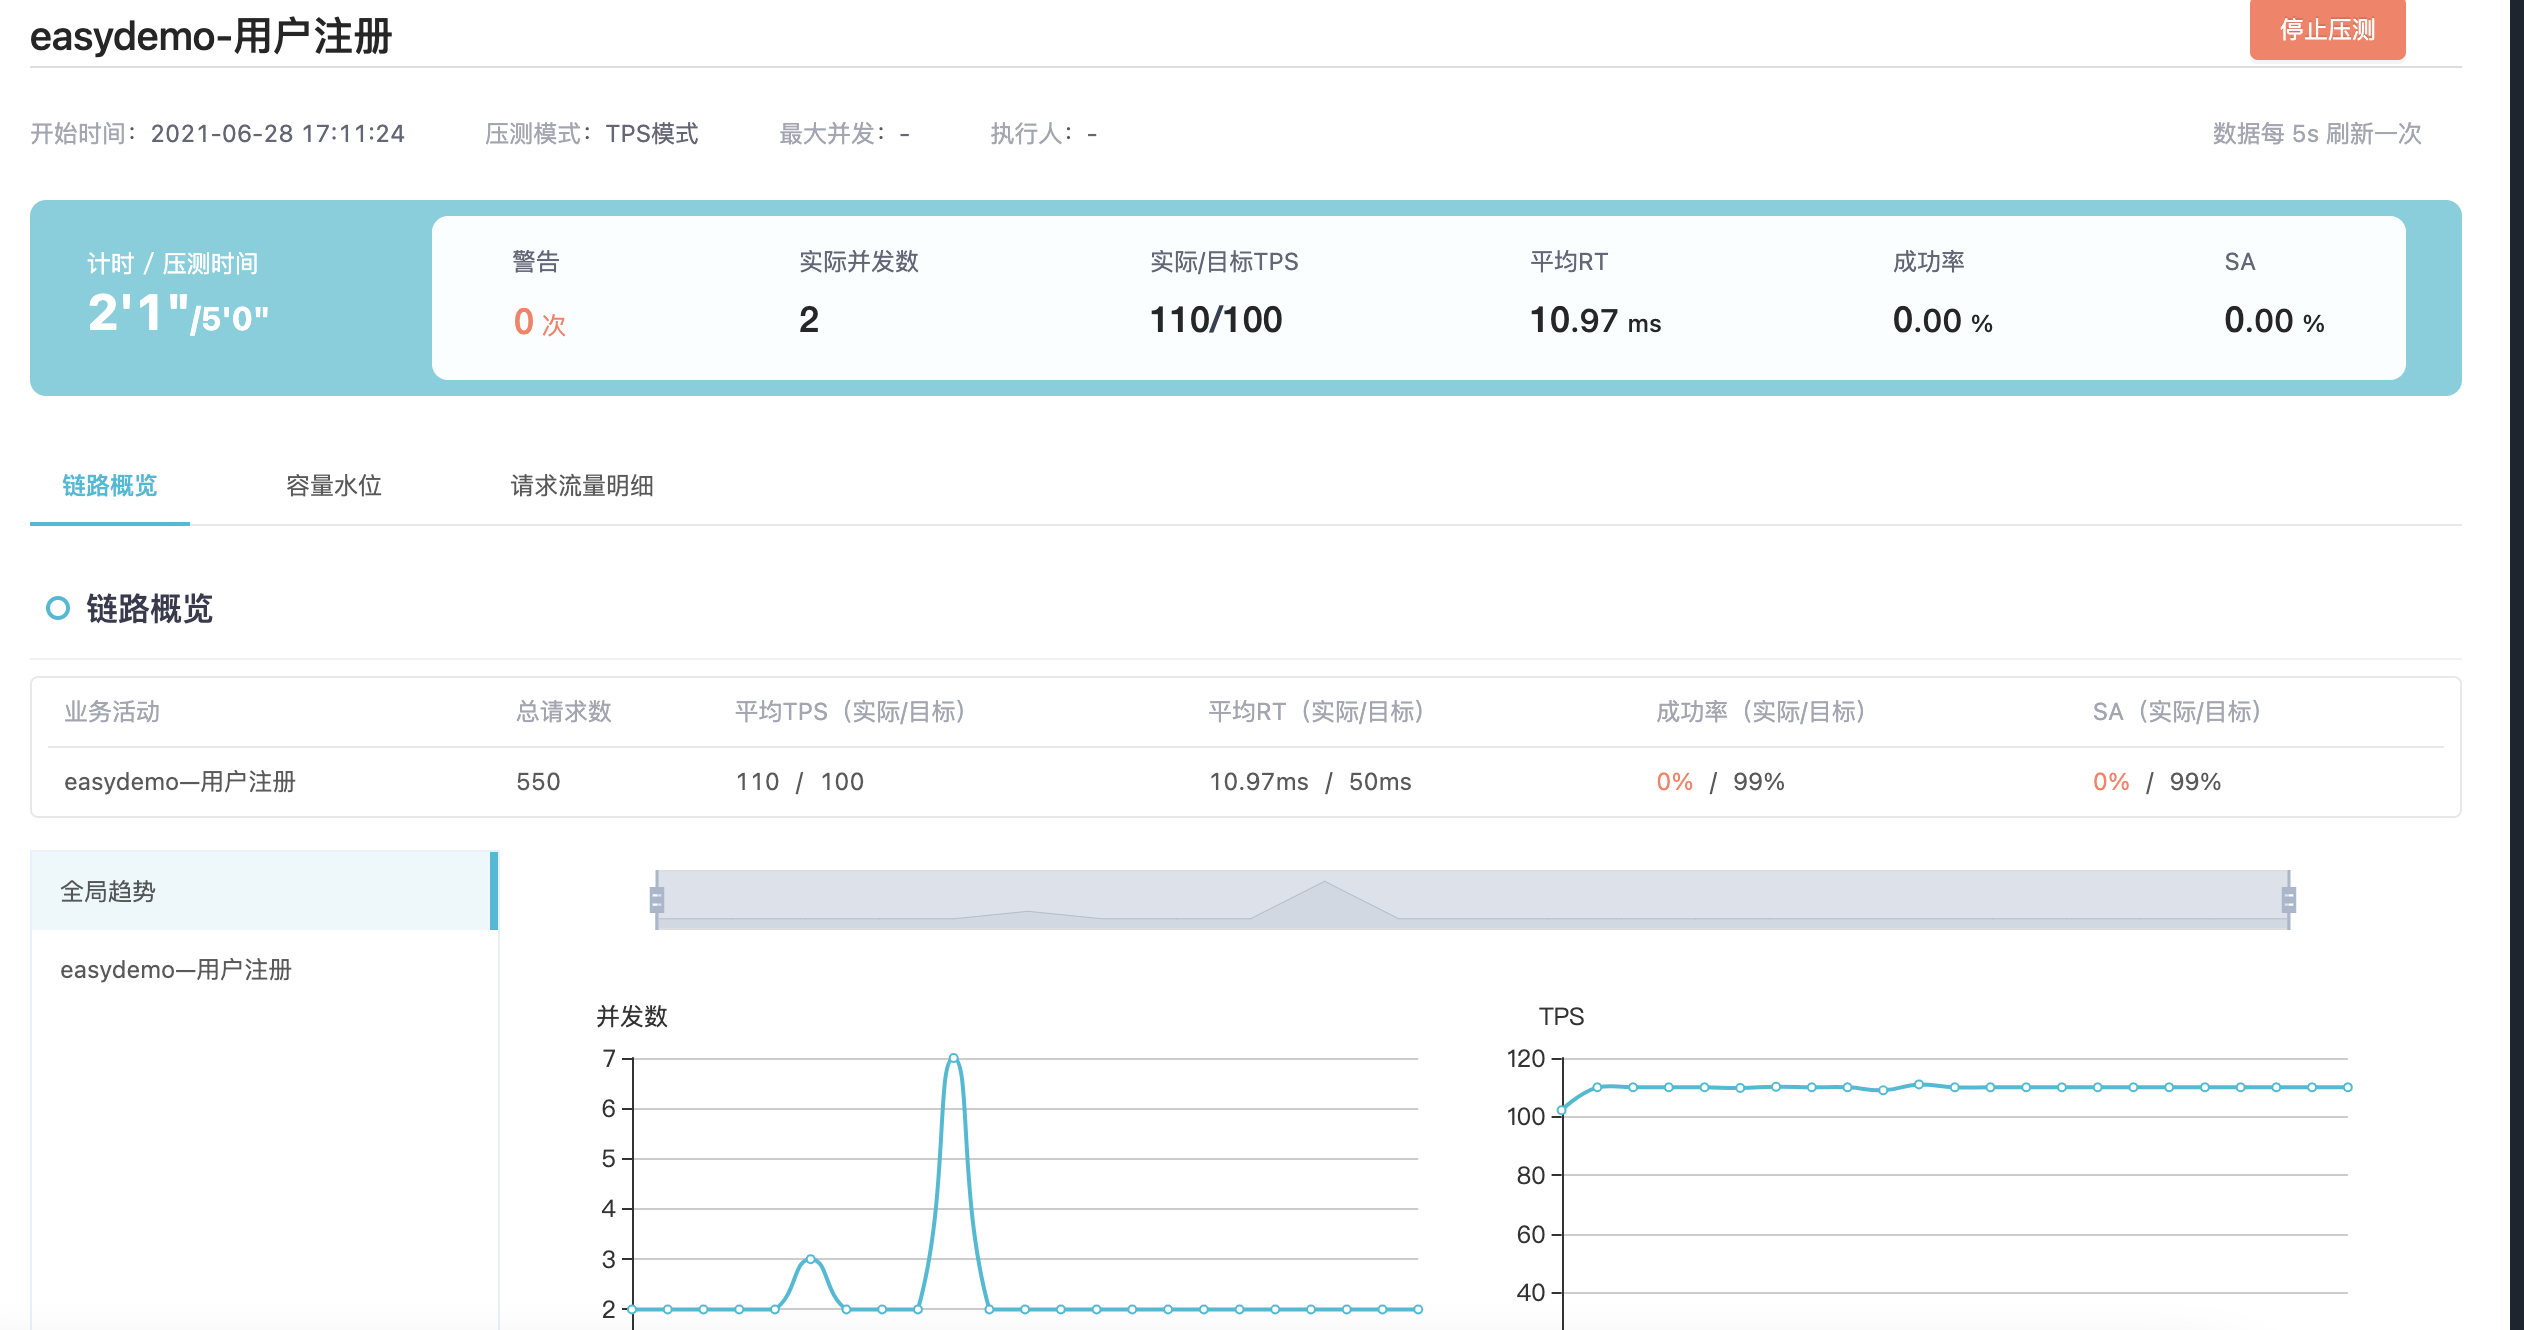 easydemo-用户注册
停止压测
开始时间：2021-06-28 17:11:24 压测模式：TPS模式 最大并发：- 执行人：- 数据每 5s 刷新一次
计时 / 压测时间
2'1"/5'0"
警告 实际并发数 实际/目标TPS 平均RT 成功率 SA
0 次 2 110/100 10.97 ms 0.00 % 0.00 %
链路概览 容量水位 请求流量明细
链路概览
业务活动 总请求数 平均TPS（实际/目标） 平均RT（实际/目标） 成功率（实际/目标） SA（实际/目标）
easydemo—用户注册 550 110 / 100 10.97ms / 50ms 0% / 99% 0% / 99%
全局趋势
easydemo—用户注册
并发数
7
6
5
4
3
2
TPS
120
100
80
60
40